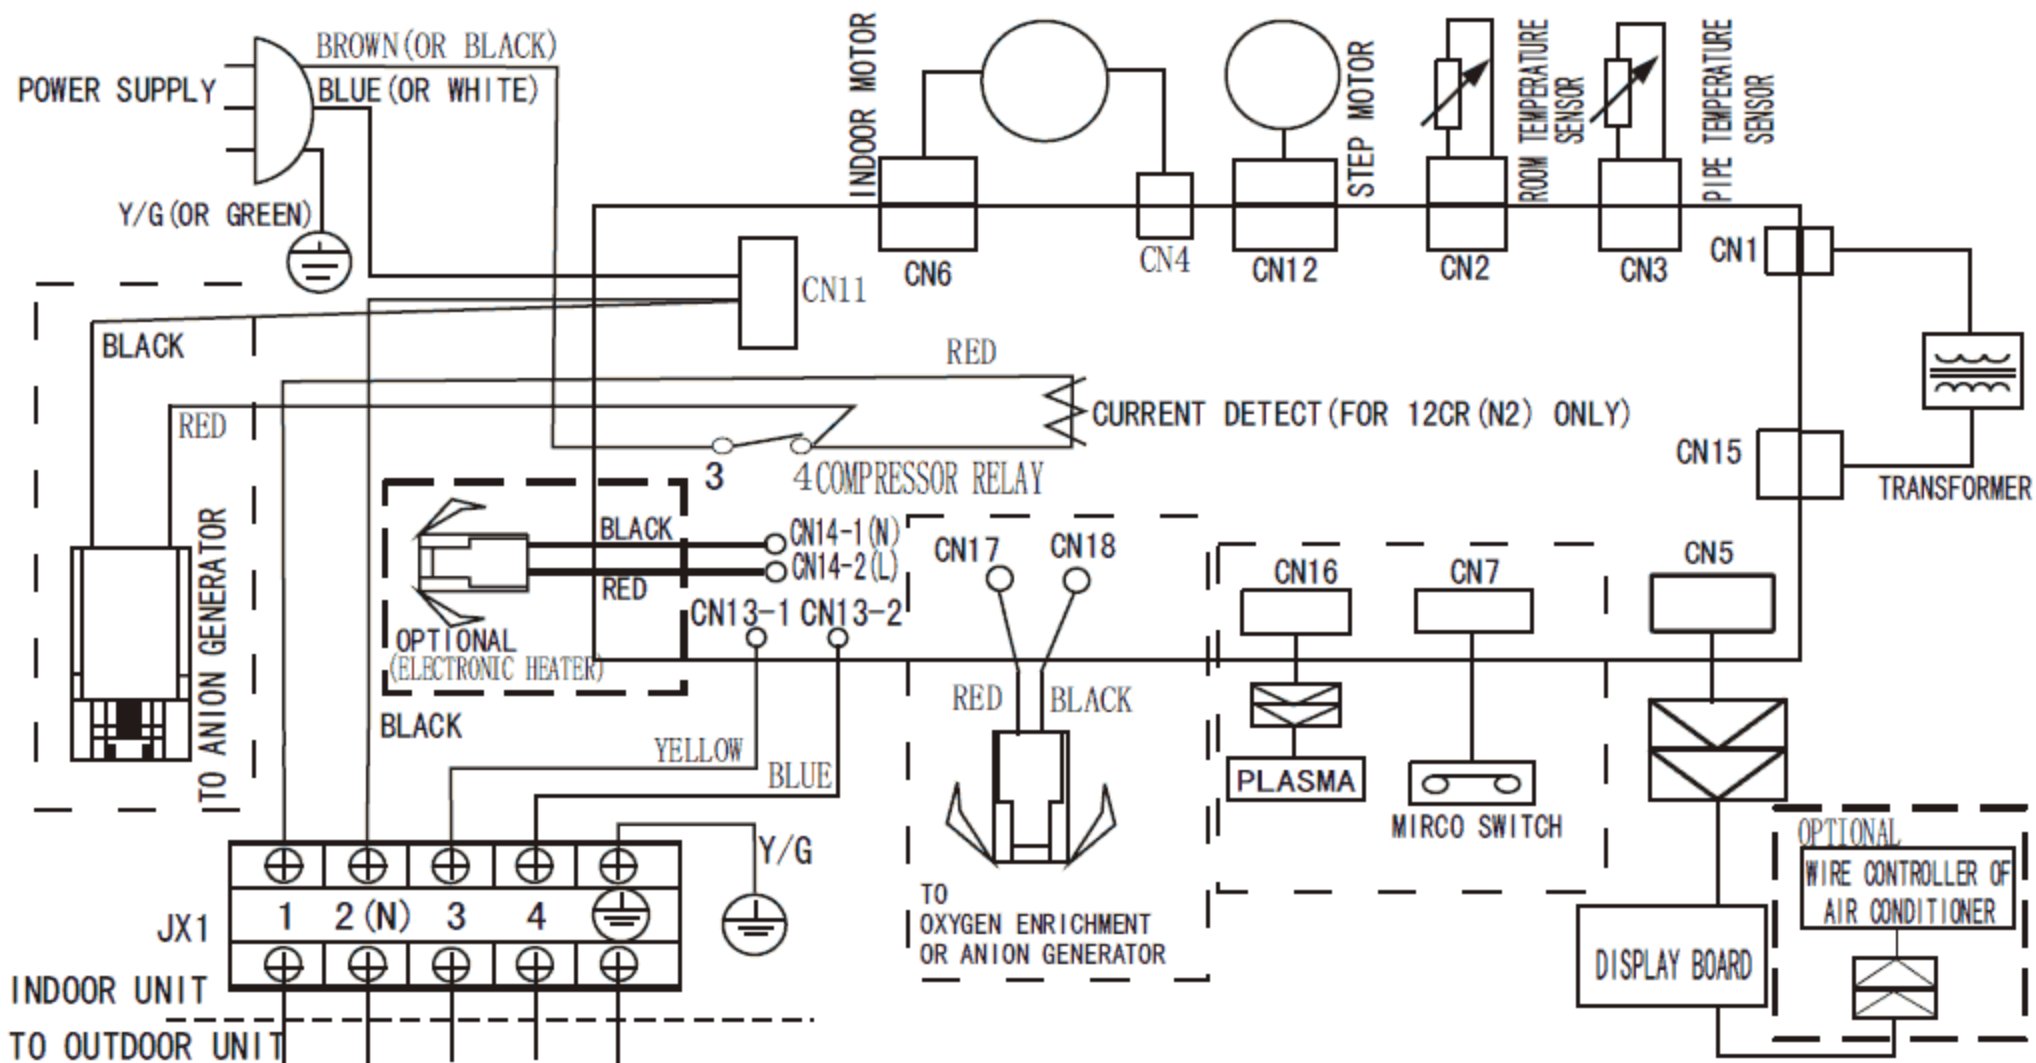 BROWN(OR BLACK)
POWER SUPPLY
BLUE(OR WHITE)
Y/G(OR GREEN)
INDOOR MOTOR
STEP MOTOR
ROOM TEMPERATURE
SENSOR
PIPE TEMPERATURE
SENSOR
CN6
CN4
CN12
CN2
CN3
CN1
CN11
BLACK
RED
RED
CURRENT DETECT(FOR 12CR(N2) ONLY)
3
4COMPRESSOR RELAY
CN15
TRANSFORMER
TO ANION GENERATOR
BLACK
RED
CN14-1(N)
CN14-2(L)
CN13-1
CN13-2
OPTIONAL
(ELECTRONIC HEATER)
CN17
CN18
CN16
CN7
CN5
BLACK
YELLOW
BLUE
RED
BLACK
PLASMA
MIRCO SWITCH
Y/G
TO
OXYGEN ENRICHMENT
OR ANION GENERATOR
OPTIONAL
WIRE CONTROLLER OF
AIR CONDITIONER
DISPLAY BOARD
JX1
1
2(N)
3
4
INDOOR UNIT
TO OUTDOOR UNIT